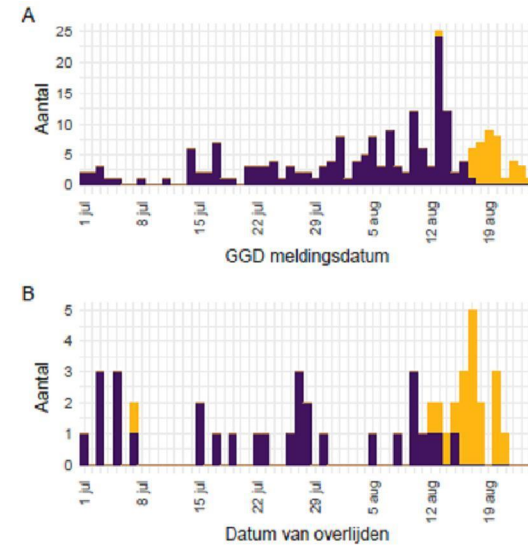 A
25
20
15
10
5
0
Aantal
1 jul
8 jul
15 jul
22 jul
29 jul
5 aug
12 aug
19 aug
GGD meldingsdatum
B
5
4
3
2
1
0
Aantal
1 jul
8 jul
15 jul
22 jul
29 jul
5 aug
12 aug
19 aug
Datum van overlijden